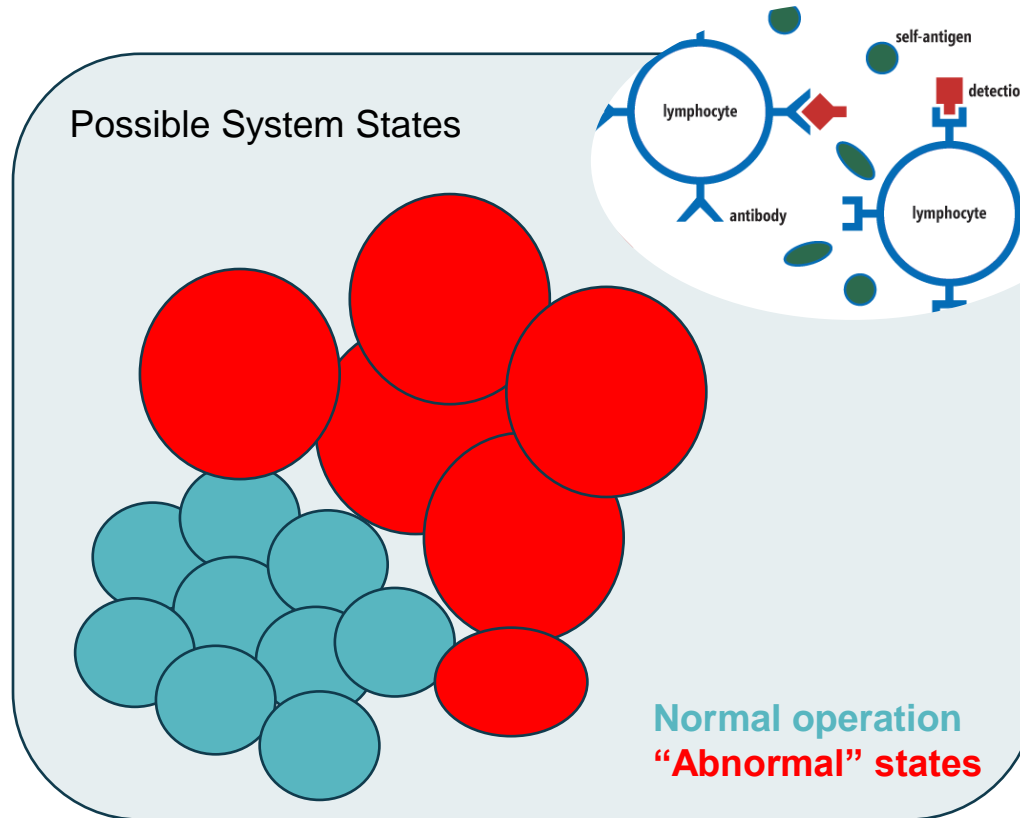 Possible System States
self-antigen
detectio
lymphocyte
antibody
lymphocyte
Normal operation
“Abnormal” states